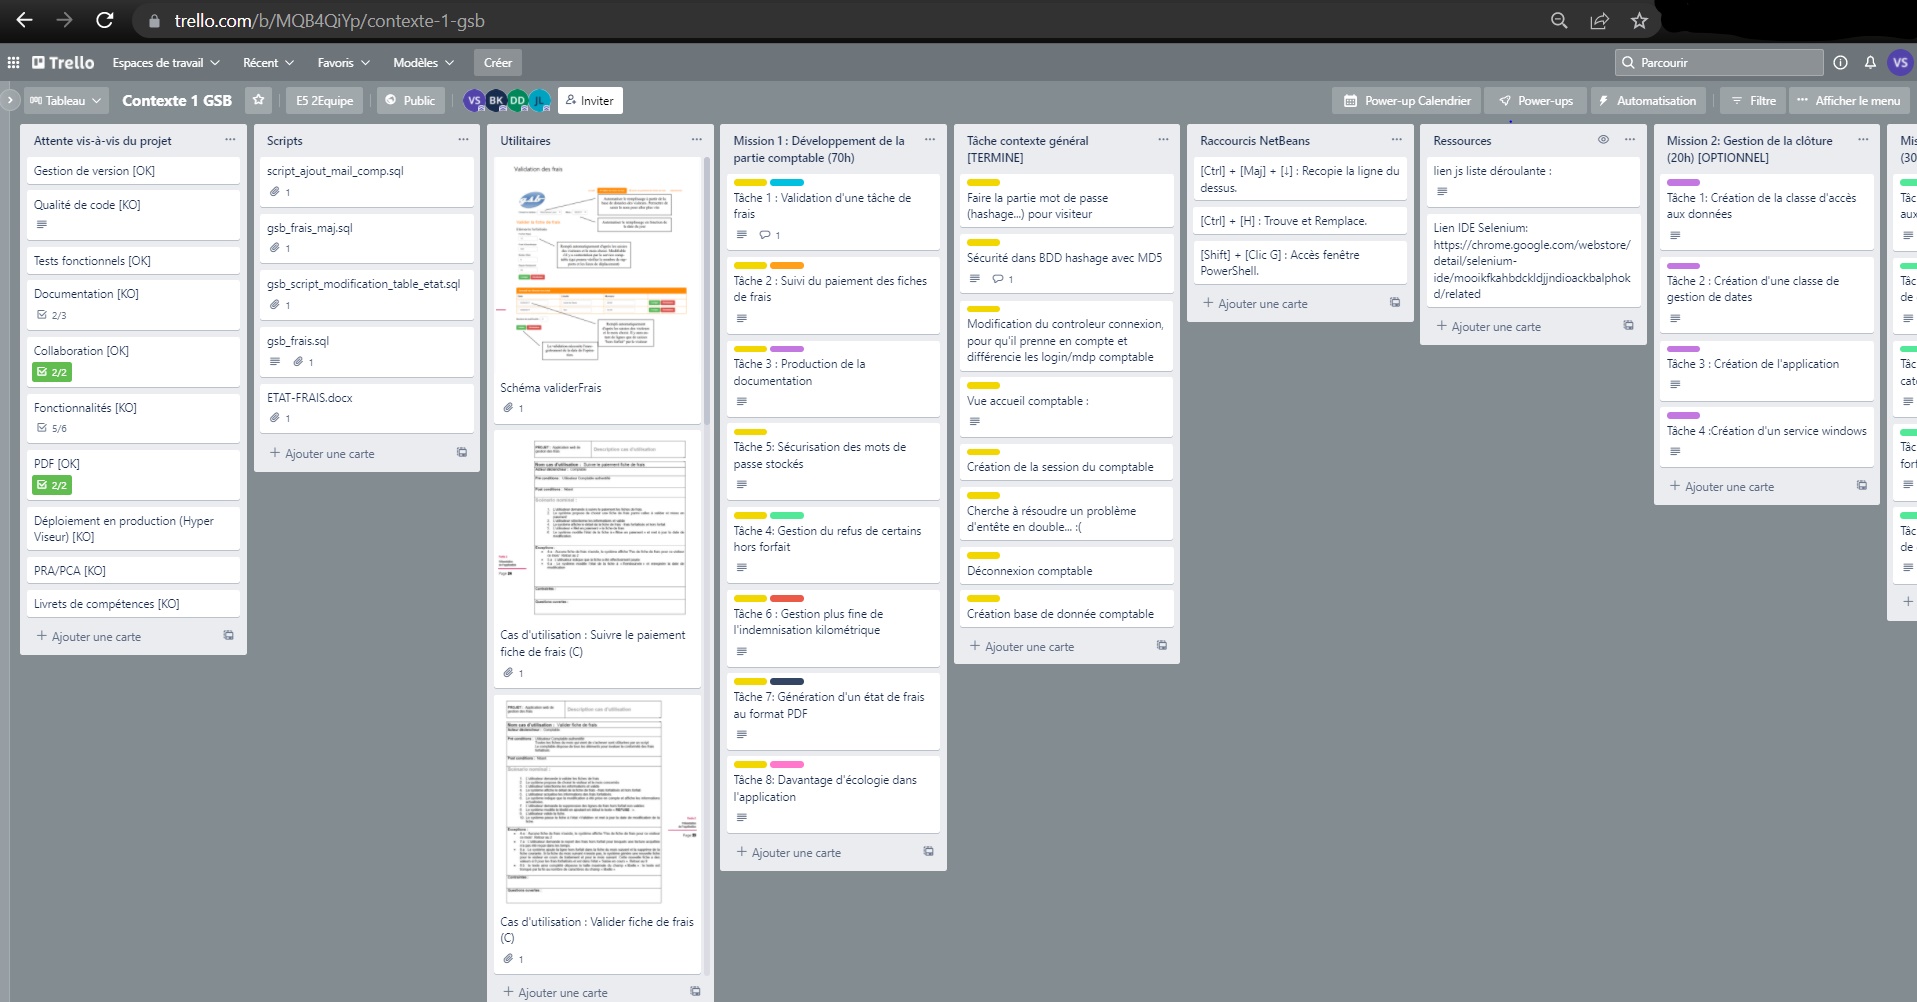 trello.com/b/MQB4QiYp/contexte-1-gsb
Trello
Espaces de travail
Récent
Favoris
Modèles
Créer
Parcourir
VS
Tableau
Contexte 1 GSB
E5 2Equipe
Public
VS BK DD JL
Inviter
Power-up Calendrier
Power-ups
Automatisation
Filtre
Afficher le menu
Attente vis-à-vis du projet
Gestion de version [OK]
Qualité de code [KO]
Tests fonctionnels [OK]
Documentation [KO]
2/3
Collaboration [OK]
2/2
Fonctionnalités [KO]
5/6
PDF [OK]
2/2
Déploiement en production (Hyper
Viseur) [KO]
PRA/PCA [KO]
Livrets de compétences [KO]
+ Ajouter une carte
Scripts
script_ajout_mail_comp.sql
1
gsb_frais_maj.sql
1
gsb_script_modification_table_etat.sql
1
gsb_frais.sql
1
ETAT-FRAIS.docx
1
+ Ajouter une carte
Utilitaires
Validation des frais
Schéma validerFrais
1
Description cas d'utilisation
Cas d'utilisation : Suivre le paiement
fiche de frais (C)
1
Description cas d'utilisation
Cas d'utilisation : Valider fiche de frais
(C)
1
+ Ajouter une carte
Mission 1 : Développement de la
partie comptable (70h)
Tâche 1 : Validation d'une tâche de
frais
1
Tâche 2 : Suivi du paiement des fiches
de frais
Tâche 3 : Production de la
documentation
Tâche 5: Sécurisation des mots de
passe stockés
Tâche 4: Gestion du refus de certains
hors forfait
Tâche 6 : Gestion plus fine de
l'indemnisation kilométrique
Tâche 7: Génération d'un état de frais
au format PDF
Tâche 8: Davantage d'écologie dans
l'application
+ Ajouter une carte
Tâche contexte général
[TERMINE]
Faire la partie mot de passe
(hashage...) pour visiteur
Sécurité dans BDD hashage avec MD5
1
Modification du controleur connexion,
pour qu'il prenne en compte et
différencie les login/mdp comptable
Vue accueil comptable :
Création de la session du comptable
Cherche à résoudre un problème
d'entête en double... :(
Déconnexion comptable
Création base de donnée comptable
+ Ajouter une carte
Raccourcis NetBeans
[Ctrl] + [Maj] + [↓] : Recopie la ligne du
dessus.
[Ctrl] + [H] : Trouve et Remplace.
[Shift] + [Clic G] : Accès fenêtre
PowerShell.
+ Ajouter une carte
Ressources
lien js liste déroulante :
Lien IDE Selenium:
https://chrome.google.com/webstore/
detail/selenium-
ide/mooikfkahbdckldjjndioackbalphok
d/related
+ Ajouter une carte
Mission 2: Gestion de la clôture
(20h) [OPTIONNEL]
Tâche 1: Création de la classe d'accès
aux données
Tâche 2 : Création d'une classe de
gestion de dates
Tâche 3 : Création de l'application
Tâche 4 :Création d'un service windows
+ Ajouter une carte
Mis
(30
Tâc
aux
Tâc
de
Tâc
cat
Tâc
for
Tâc
de
+